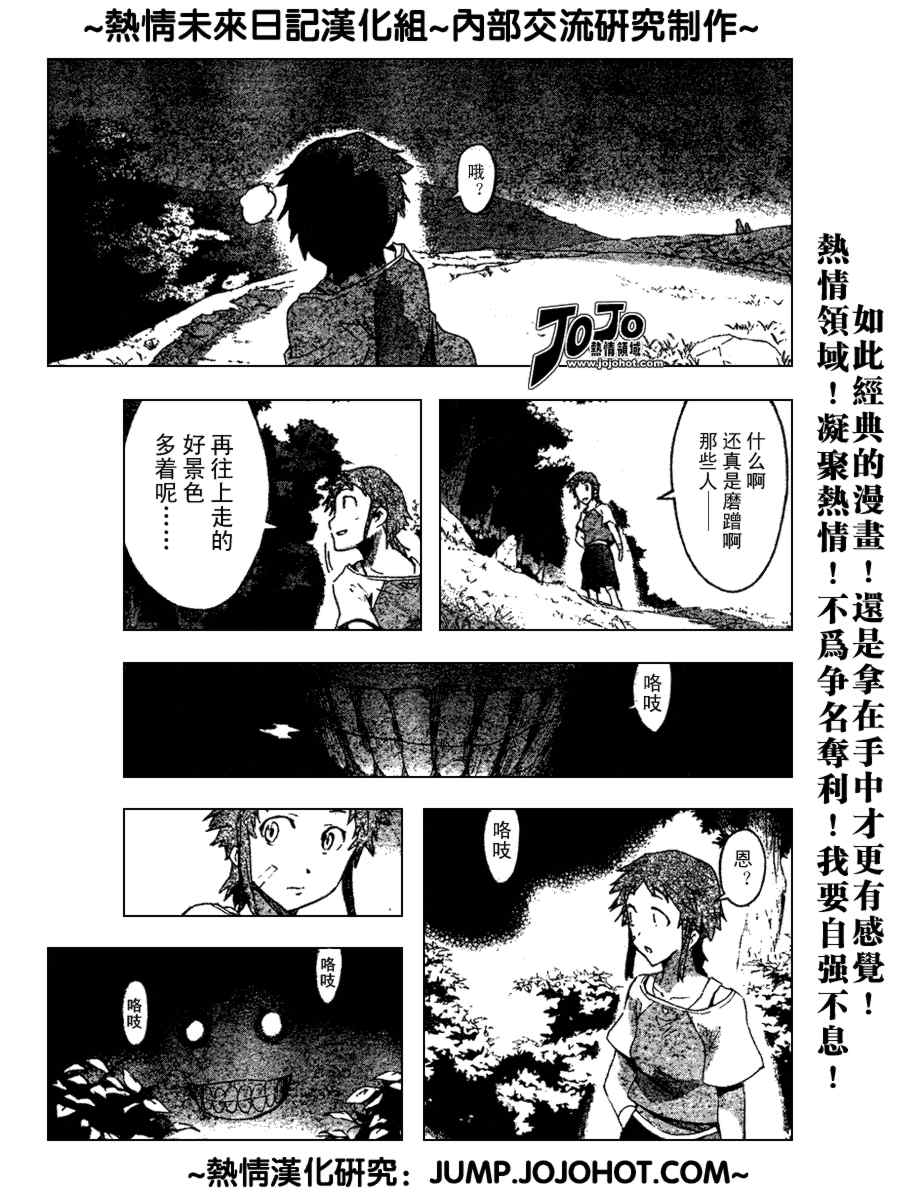 ~熱情未來日記漢化組~內部交流研究制作~
哦？
JOJO
熱情領域
www.jojohot.com
什么啊
还真是磨蹭啊
那些人——
再往上走的
好景色
多着呢……
咯吱
恩？
咯吱
咯吱
咯吱
如此經典的漫畫！還是拿在手中才更有感覺！
熱情領域！凝聚熱情！不爲争名奪利！我要自强不息！
~熱情漢化研究：JUMP.JOJOHOT.COM~